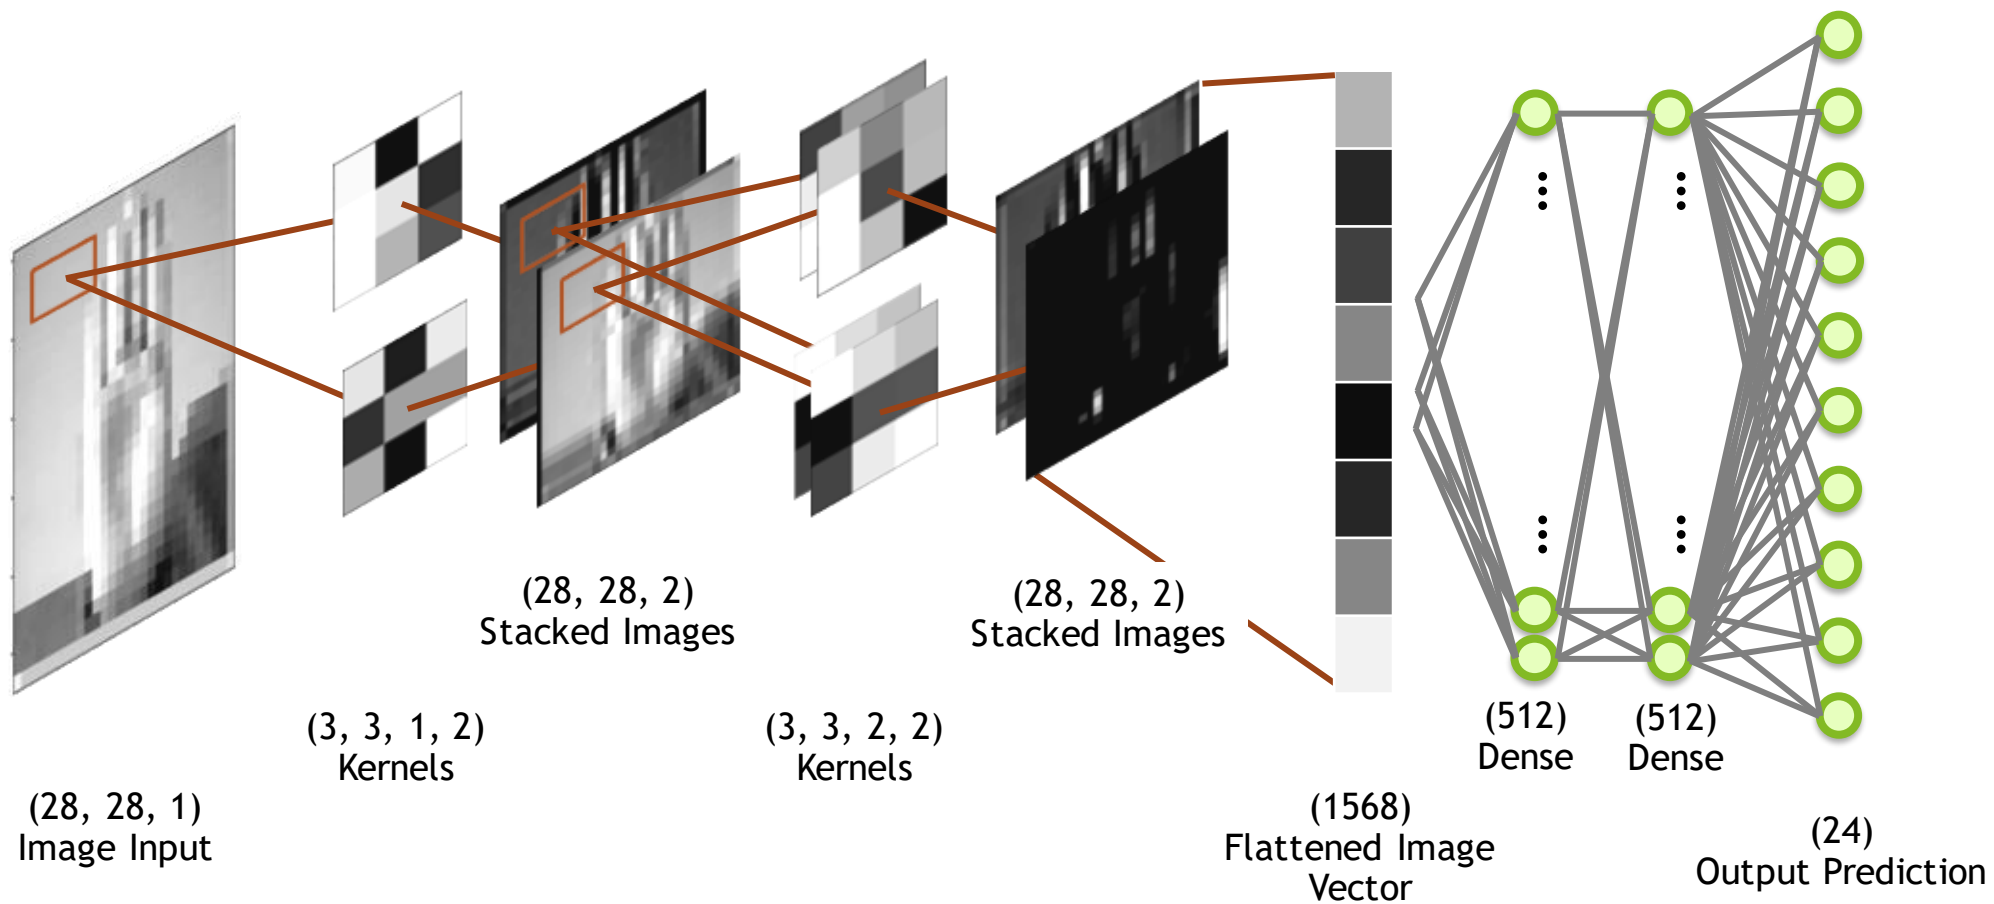 (28, 28, 1)
Image Input
(3, 3, 1, 2)
Kernels
(28, 28, 2)
Stacked Images
(3, 3, 2, 2)
Kernels
(28, 28, 2)
Stacked Images
(1568)
Flattened Image
Vector
(512)
Dense
(512)
Dense
(24)
Output Prediction